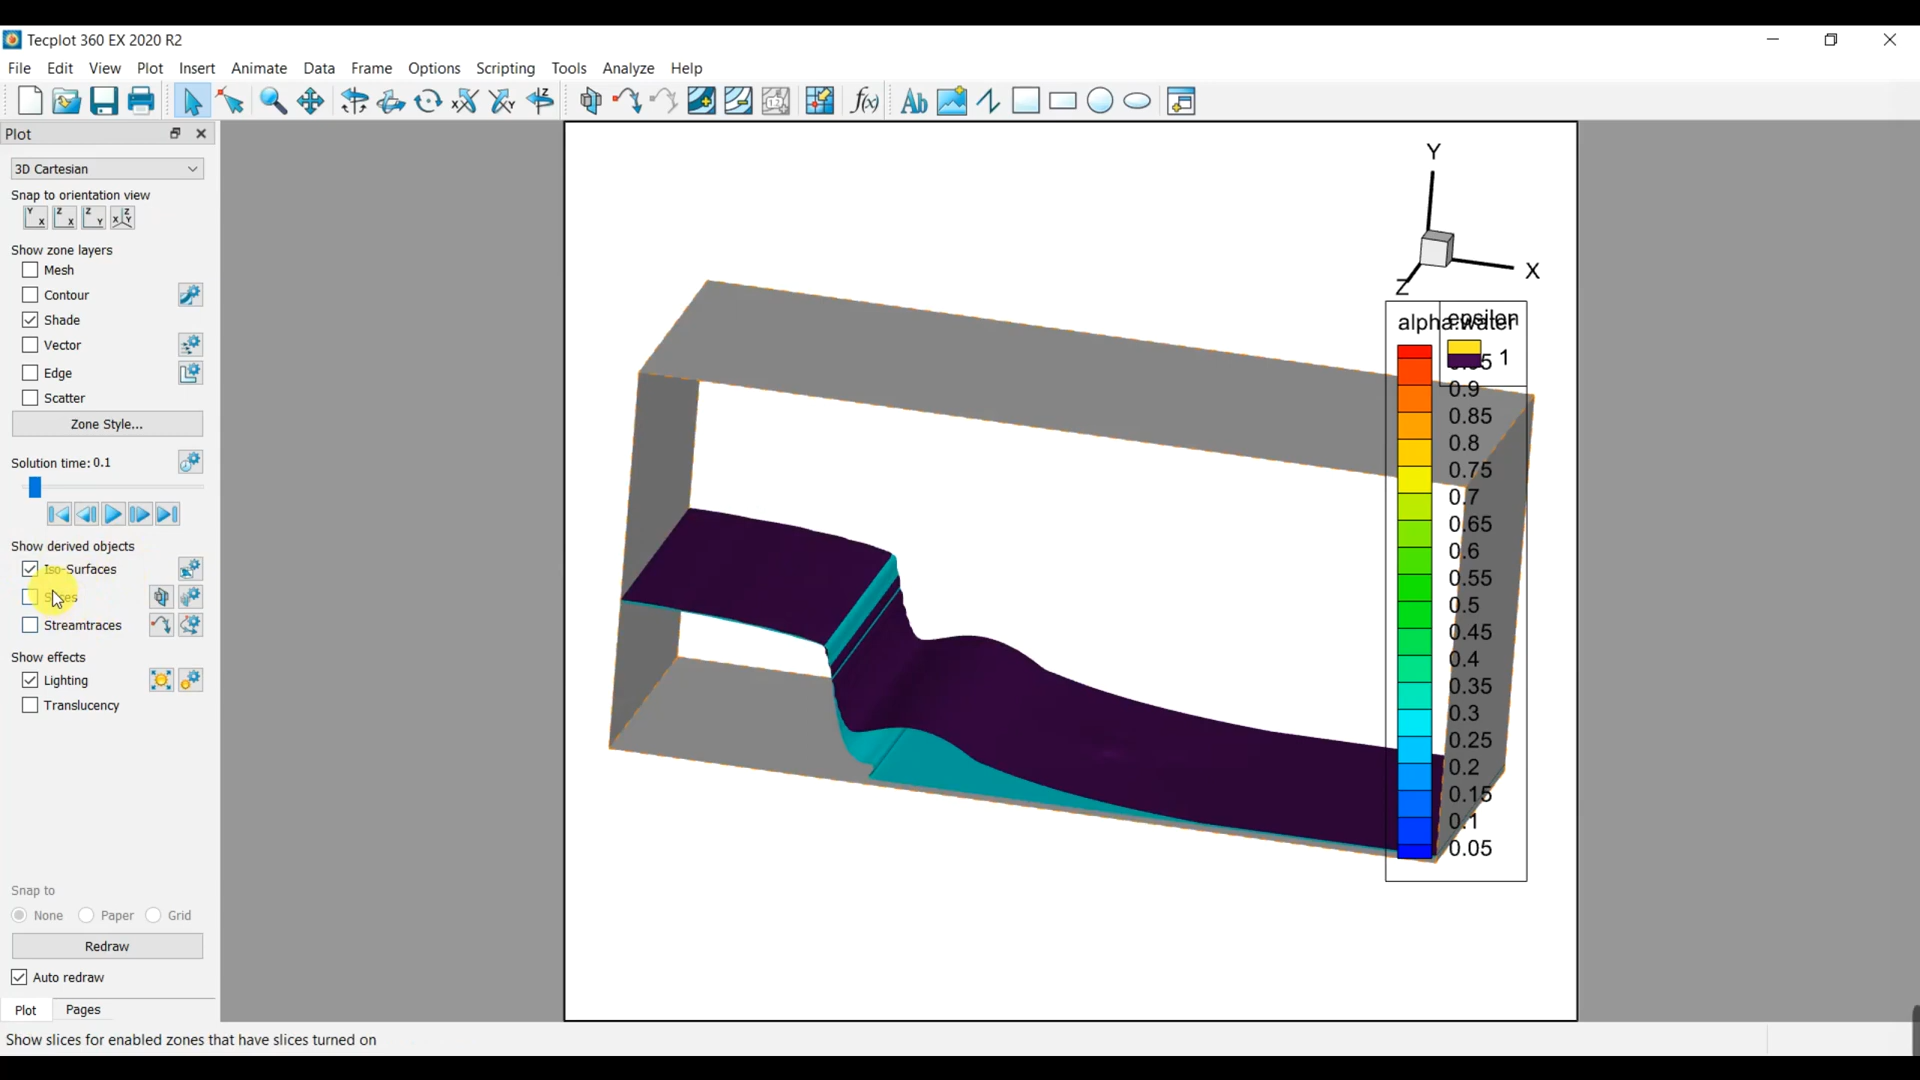 Tecplot 360 EX 2020 R2
File Edit View Plot Insert Animate Data Frame Options Scripting Tools Analyze Help
Plot
3D Cartesian
Snap to orientation view
Show zone layers
Mesh
Contour
Shade
Vector
Edge
Scatter
Zone Style...
Solution time: 0.1
Show derived objects
Iso-Surfaces
Slices
Streamtraces
Show effects
Lighting
Translucency
Snap to
None Paper Grid
Redraw
Auto redraw
Plot Pages
Show slices for enabled zones that have slices turned on
Y
X
Z
epsilon
1
alpha.water
0.95
0.9
0.85
0.8
0.75
0.7
0.65
0.6
0.55
0.5
0.45
0.4
0.35
0.3
0.25
0.2
0.15
0.1
0.05